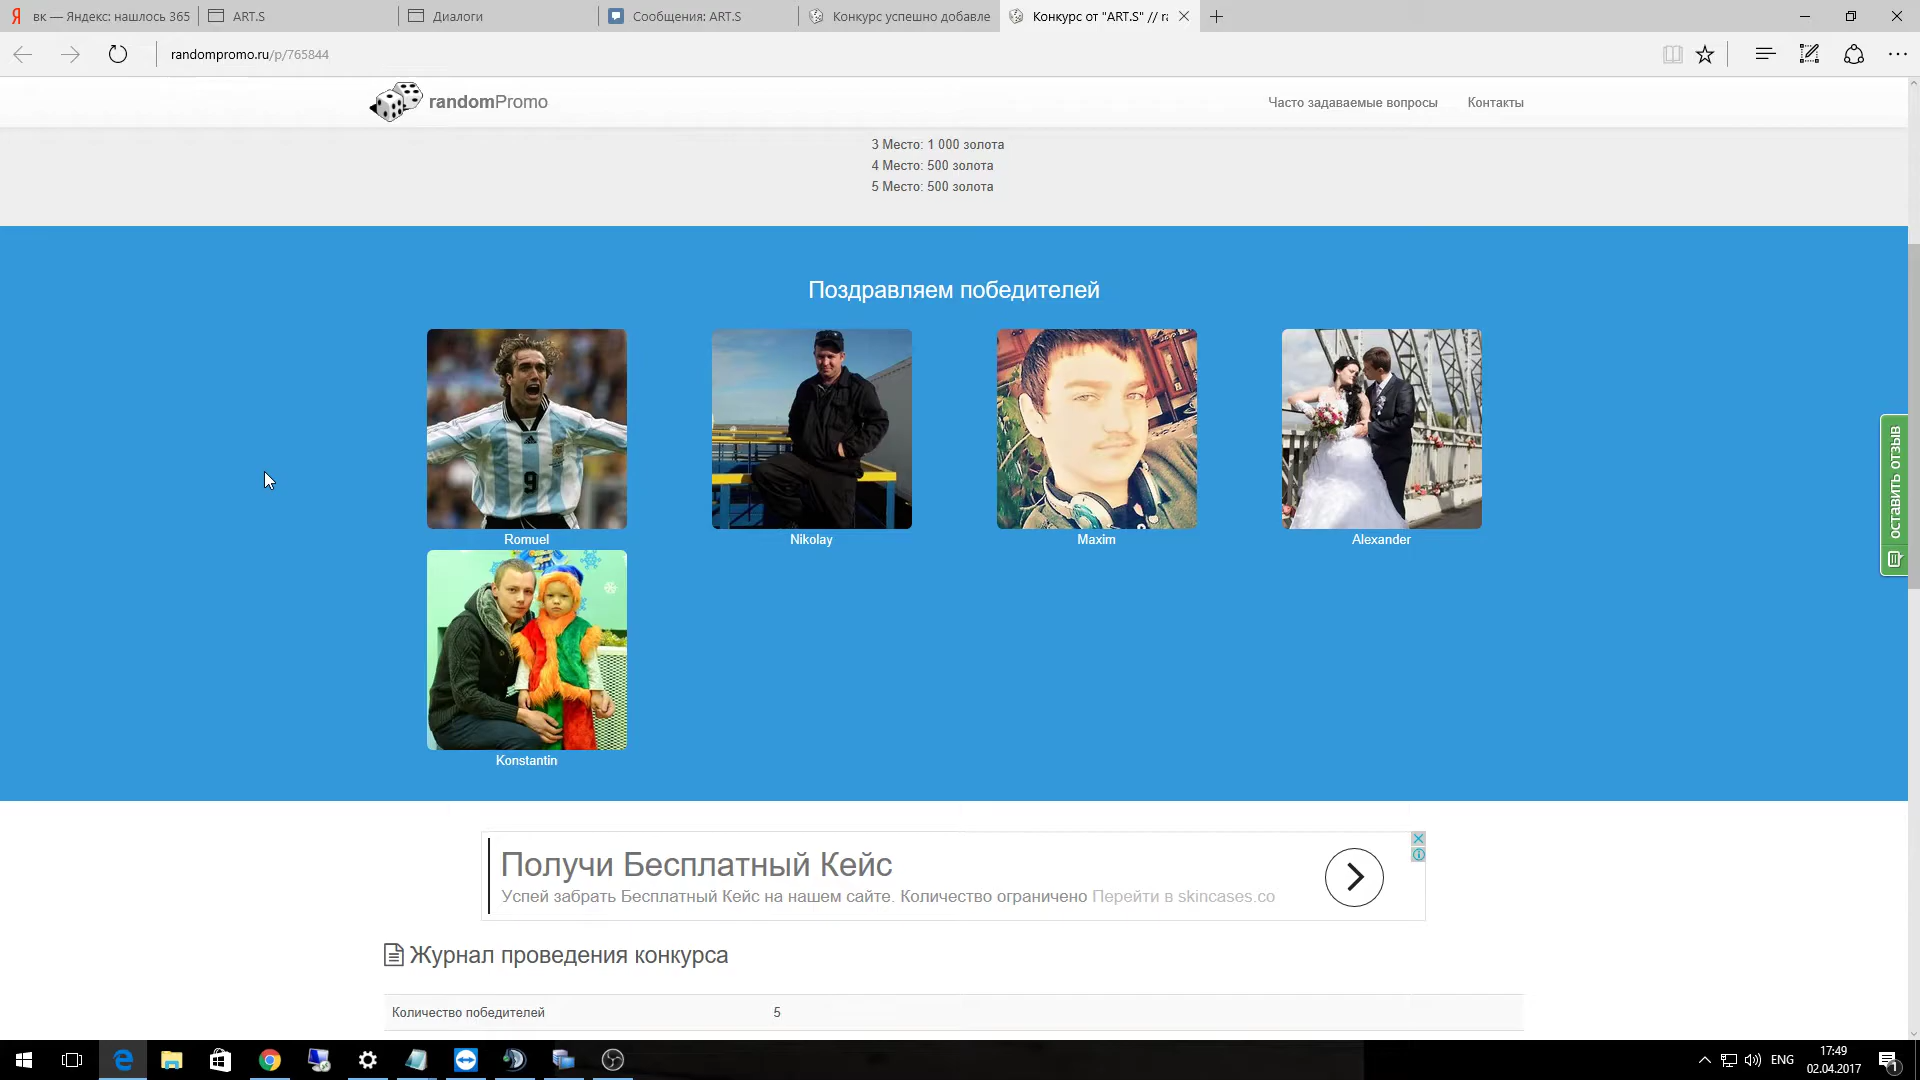 вк — Яндекс: нашлось 365
ART.S
Диалоги
Сообщения: ART.S
Конкурс успешно добавле
Конкурс от "ART.S" // ra
randompromo.ru/p/765844
randomPromo
Часто задаваемые вопросы
Контакты
3 Место: 1 000 золота
4 Место: 500 золота
5 Место: 500 золота
Поздравляем победителей
9
Romuel
Nikolay
Maxim
Alexander
Konstantin
оставить отзыв
Получи Бесплатный Кейс
Успей забрать Бесплатный Кейс на нашем сайте. Количество ограничено Перейти в skincases.co
Журнал проведения конкурса
Количество победителей 5
ENG
17:49
02.04.2017
1